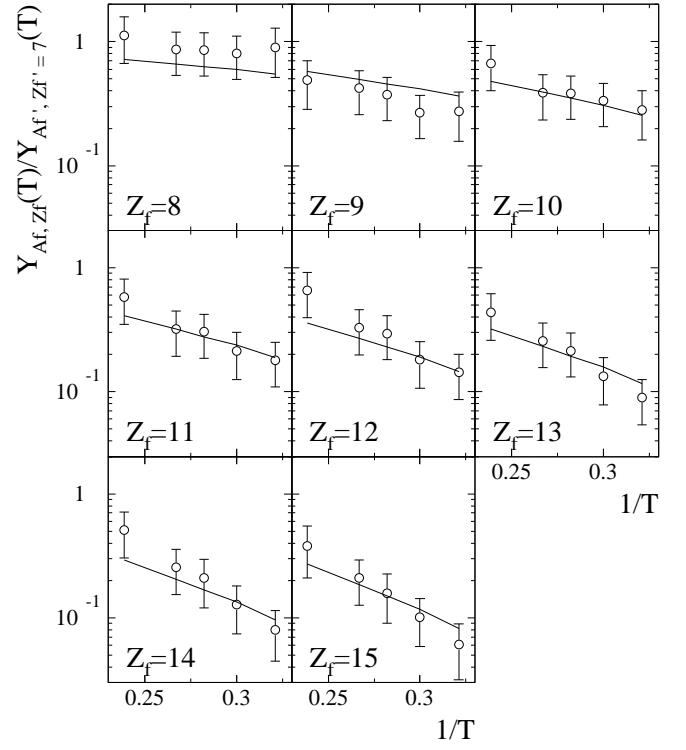 Y_{Af, Zf}(T)/Y_{Af ', Zf ' = 7}(T)
1
10^{-1}
Z_f=8
Z_f=9
Z_f=10
1
10^{-1}
Z_f=11
Z_f=12
Z_f=13
0.25
0.3
1/T
1
10^{-1}
Z_f=14
Z_f=15
0.25
0.3
0.25
0.3
1/T